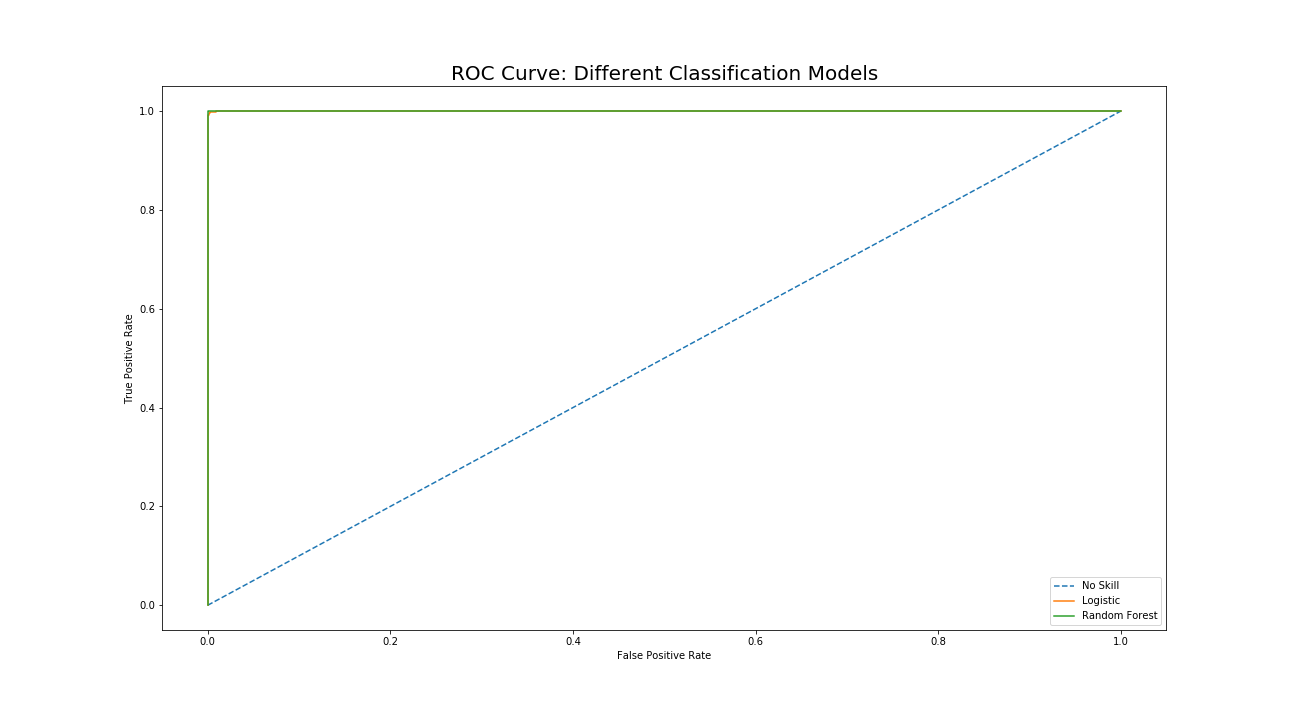 ROC Curve: Different Classification Models
1.0
0.8
0.6
0.4
0.2
0.0
True Positive Rate
0.0 0.2 0.4 0.6 0.8 1.0
False Positive Rate
No Skill
Logistic
Random Forest